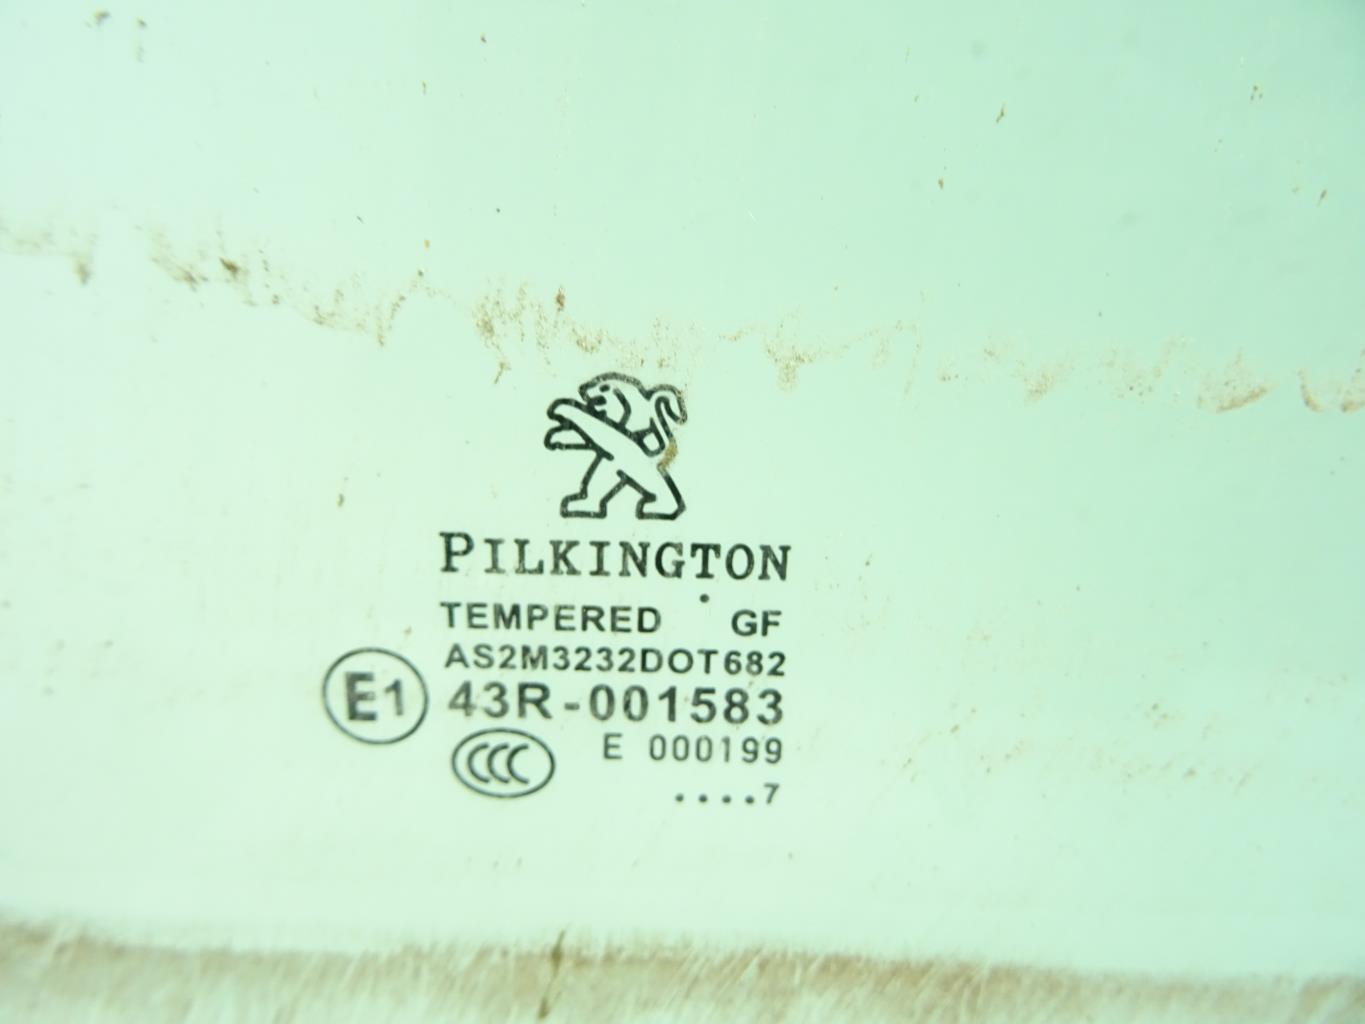 PILKINGTON
TEMPERED GF
AS2M3232DOT682
E1 43R-001583
CCC E 000199
....7